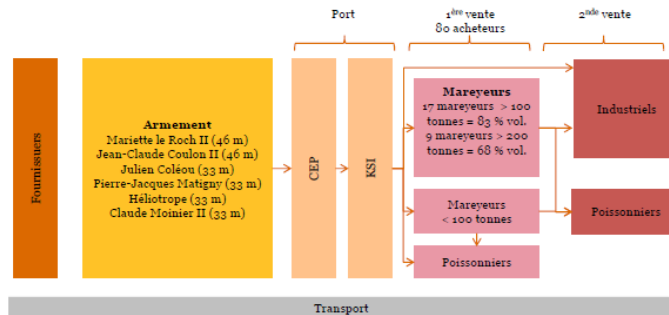 Port
1ère vente
80 acheteurs
2nde vente
Fournissuers
Armement
Mariette le Roch II (46 m)
Jean-Claude Coulon II (46 m)
Julien Coléou (33 m)
Pierre-Jacques Matigny (33 m)
Héliotrope (33 m)
Claude Moinier II (33 m)
CEP
KSI
Mareyeurs
17 mareyeurs > 100
tonnes = 83 % vol.
9 mareyeurs > 200
tonnes = 68 % vol.
Mareyeurs
< 100 tonnes
Poissonniers
Industriels
Poissonniers
Transport